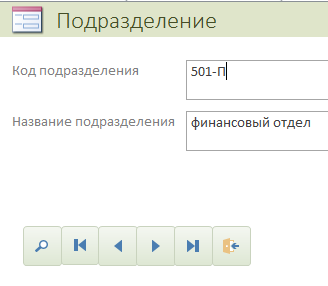 Подразделение
Код подразделения
501-П
Название подразделения
финансовый отдел